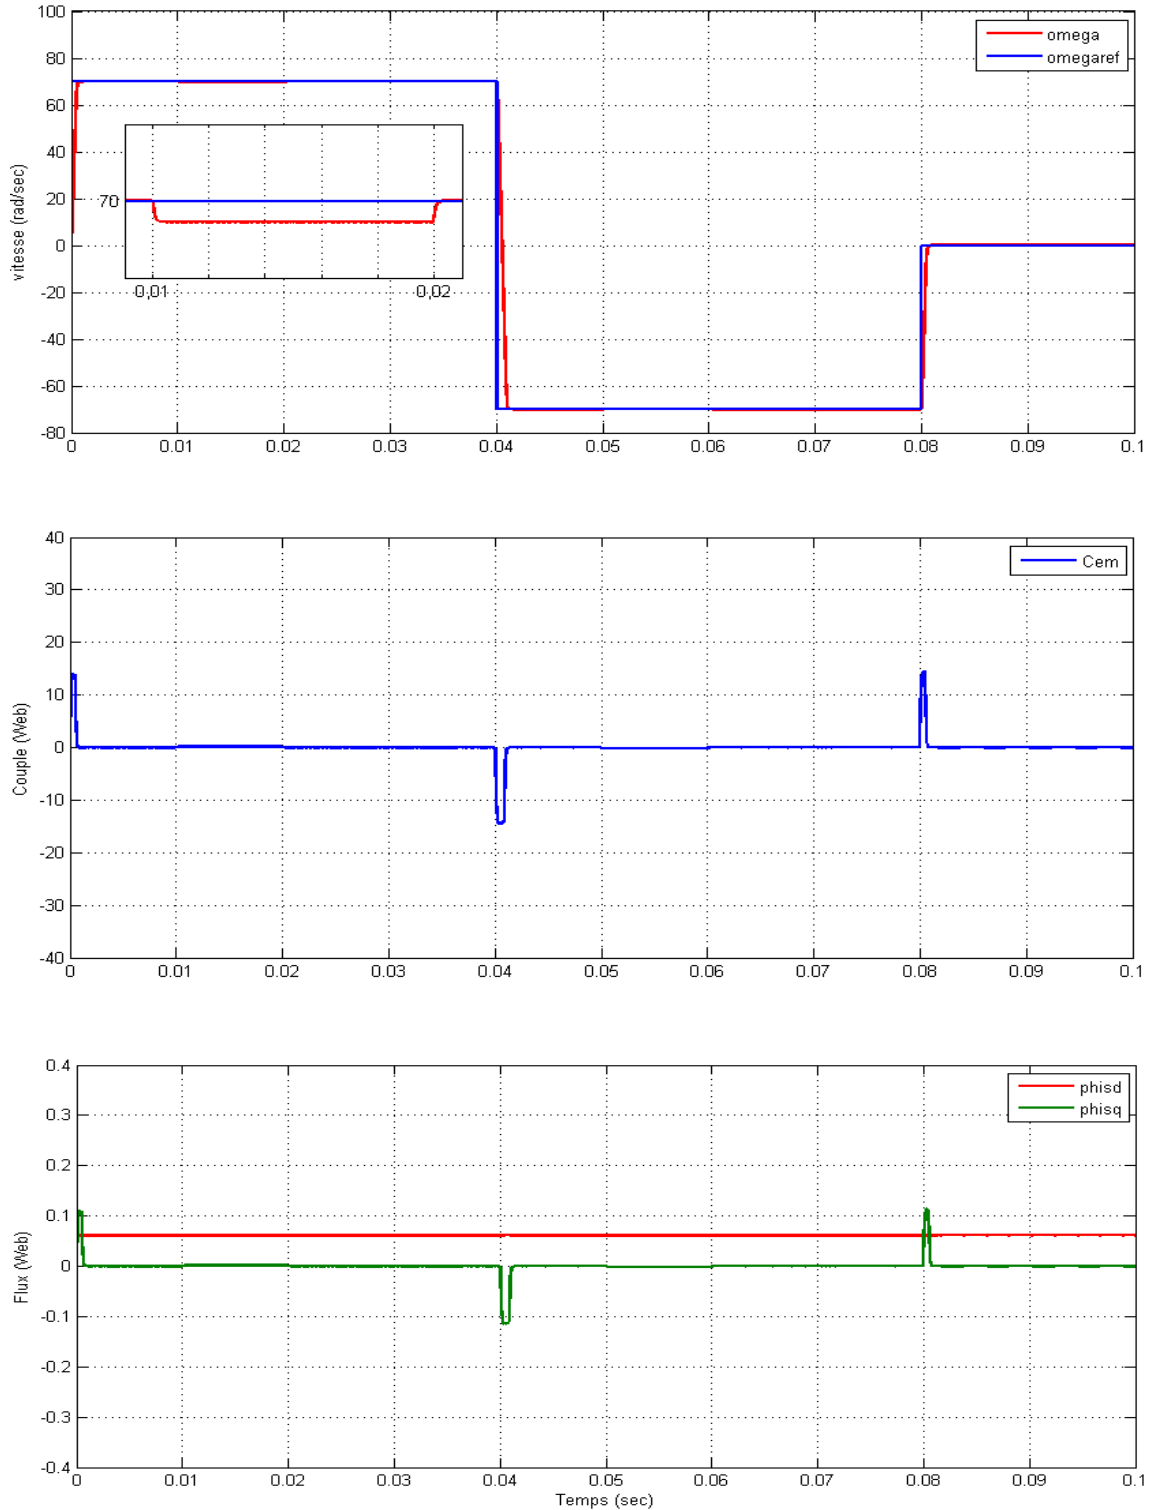 100
80
60
40
20
0
-20
-40
-60
-80
vitesse (rad/sec)
omega
omegaref
70
0,01 0,02
0 0.01 0.02 0.03 0.04 0.05 0.06 0.07 0.08 0.09 0.1
40
30
20
10
0
-10
-20
-30
-40
Couple (Web)
Cem
0 0.01 0.02 0.03 0.04 0.05 0.06 0.07 0.08 0.09 0.1
0.4
0.3
0.2
0.1
0
-0.1
-0.2
-0.3
-0.4
Flux (Web)
phisd
phisq
0 0.01 0.02 0.03 0.04 0.05 0.06 0.07 0.08 0.09 0.1
Temps (sec)